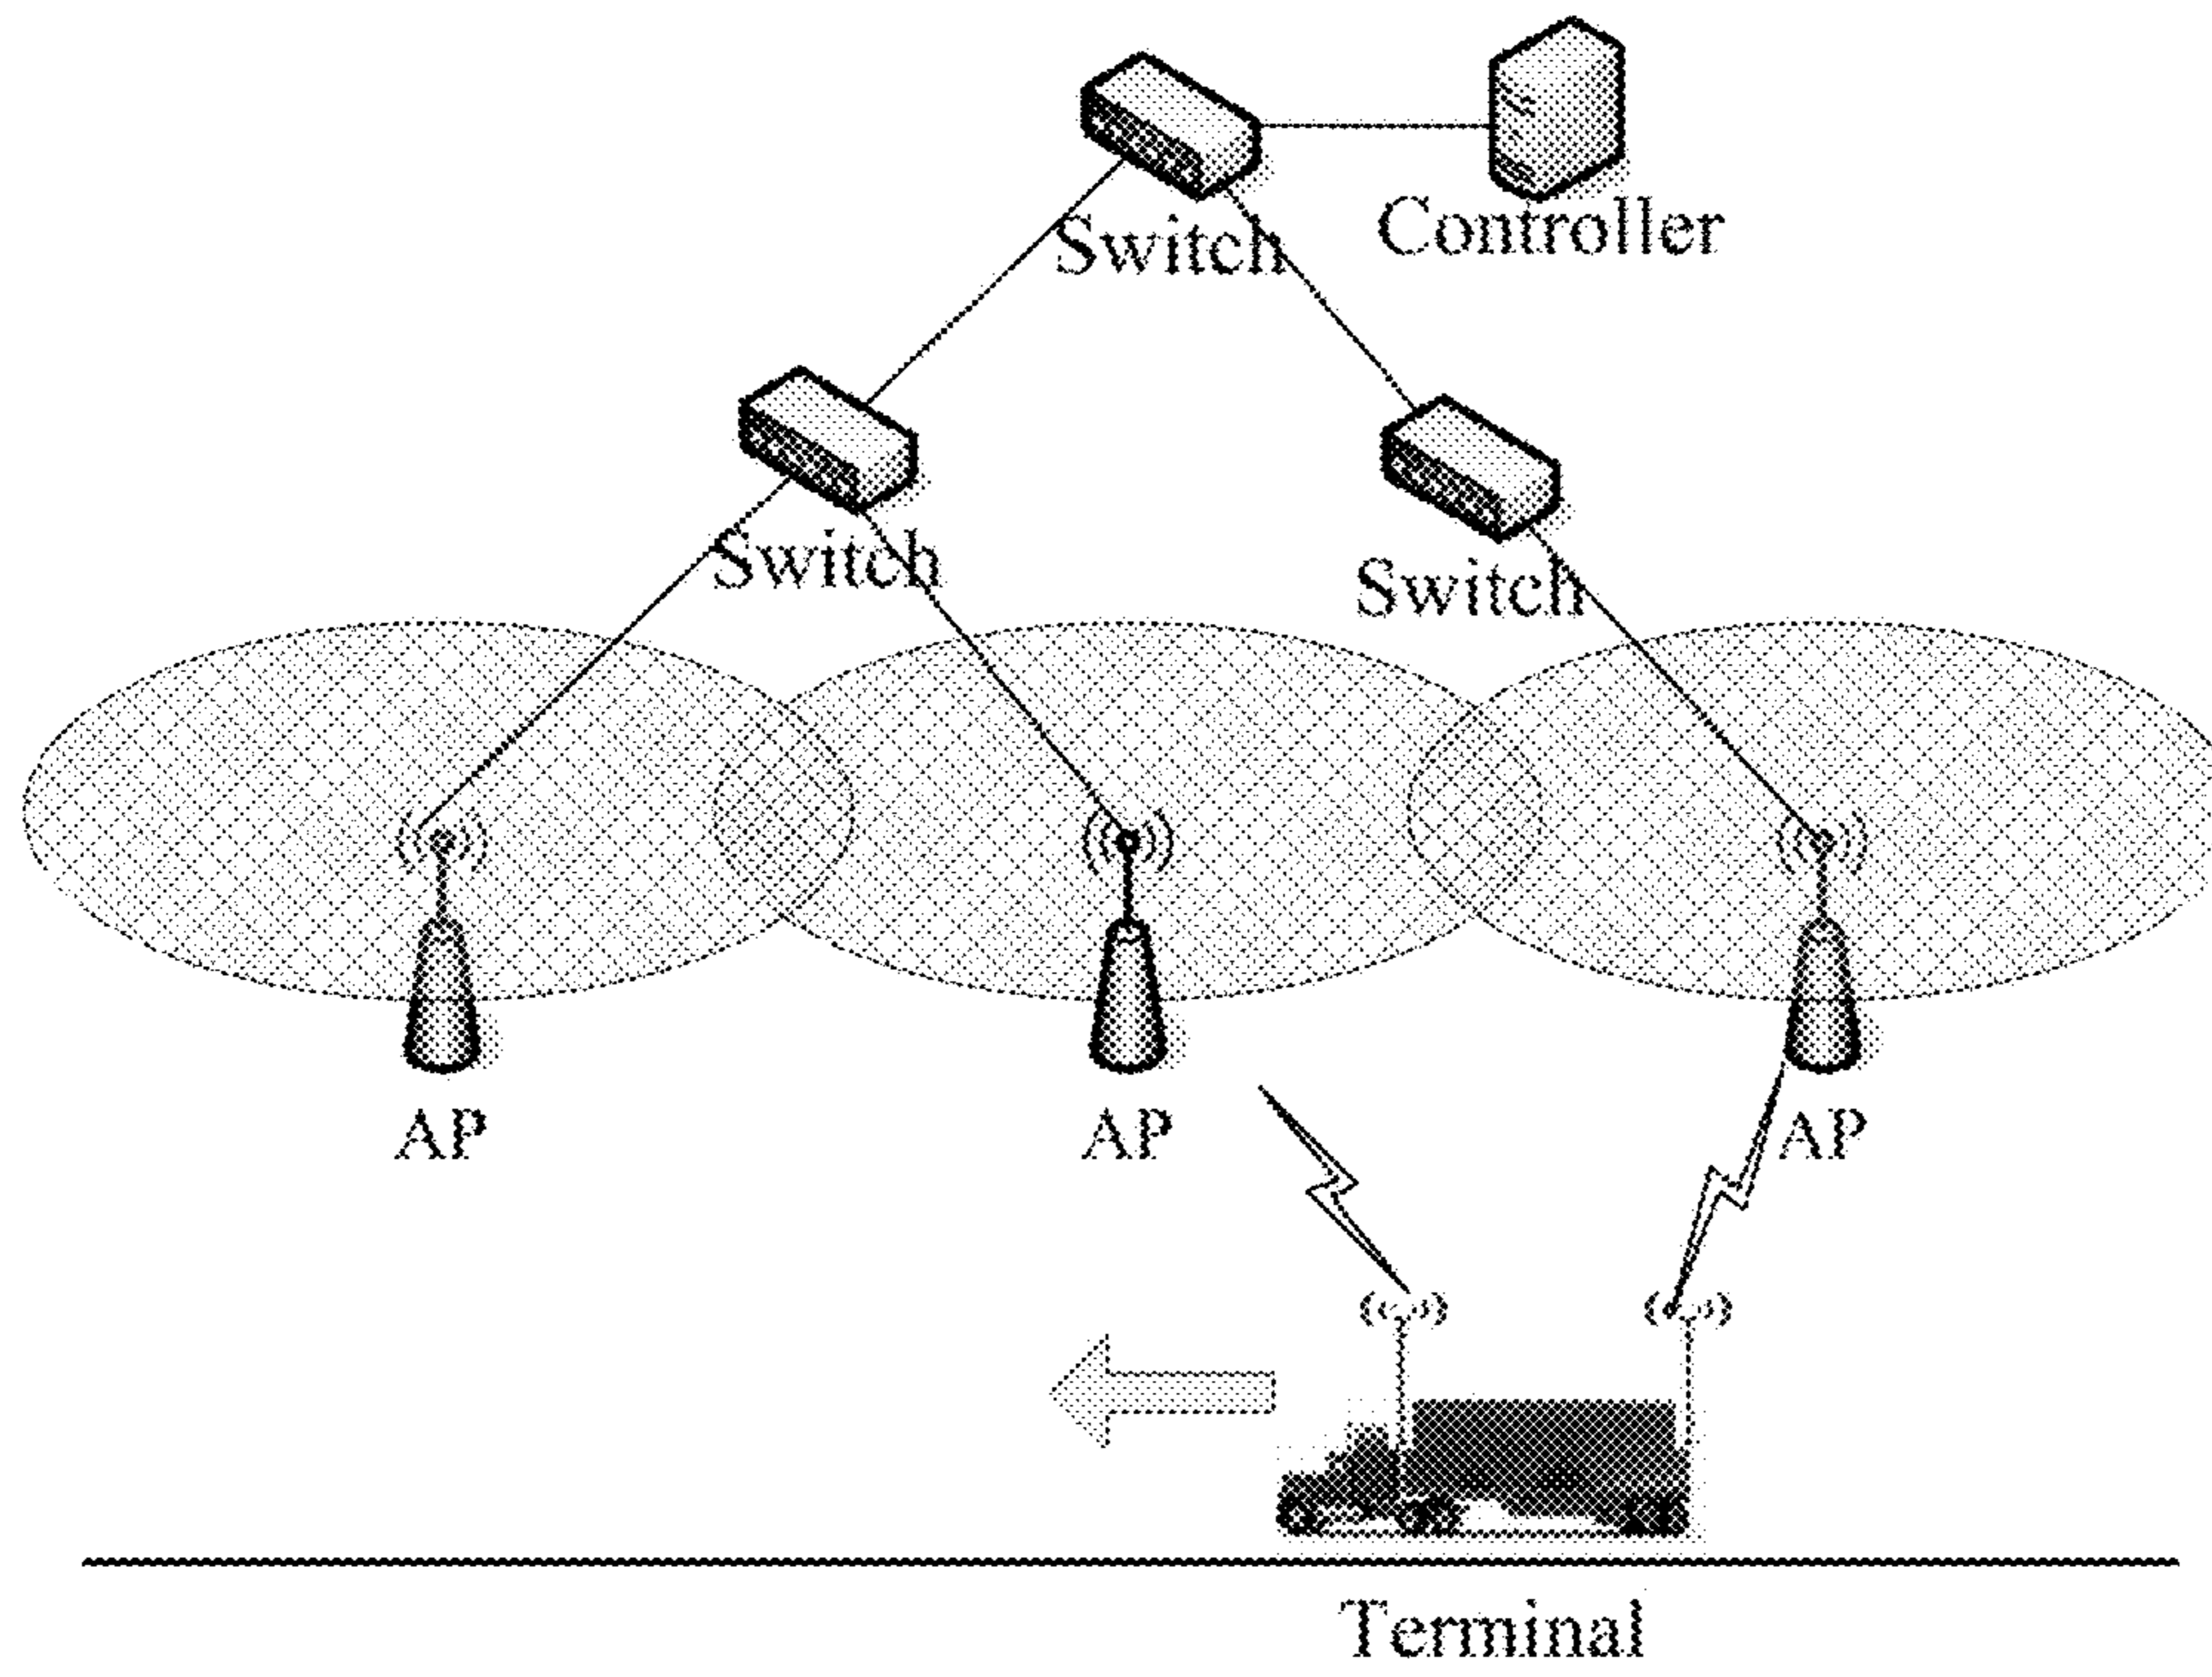 Switch
Controller
Switch
Switch
AP
AP
AP
Terminal